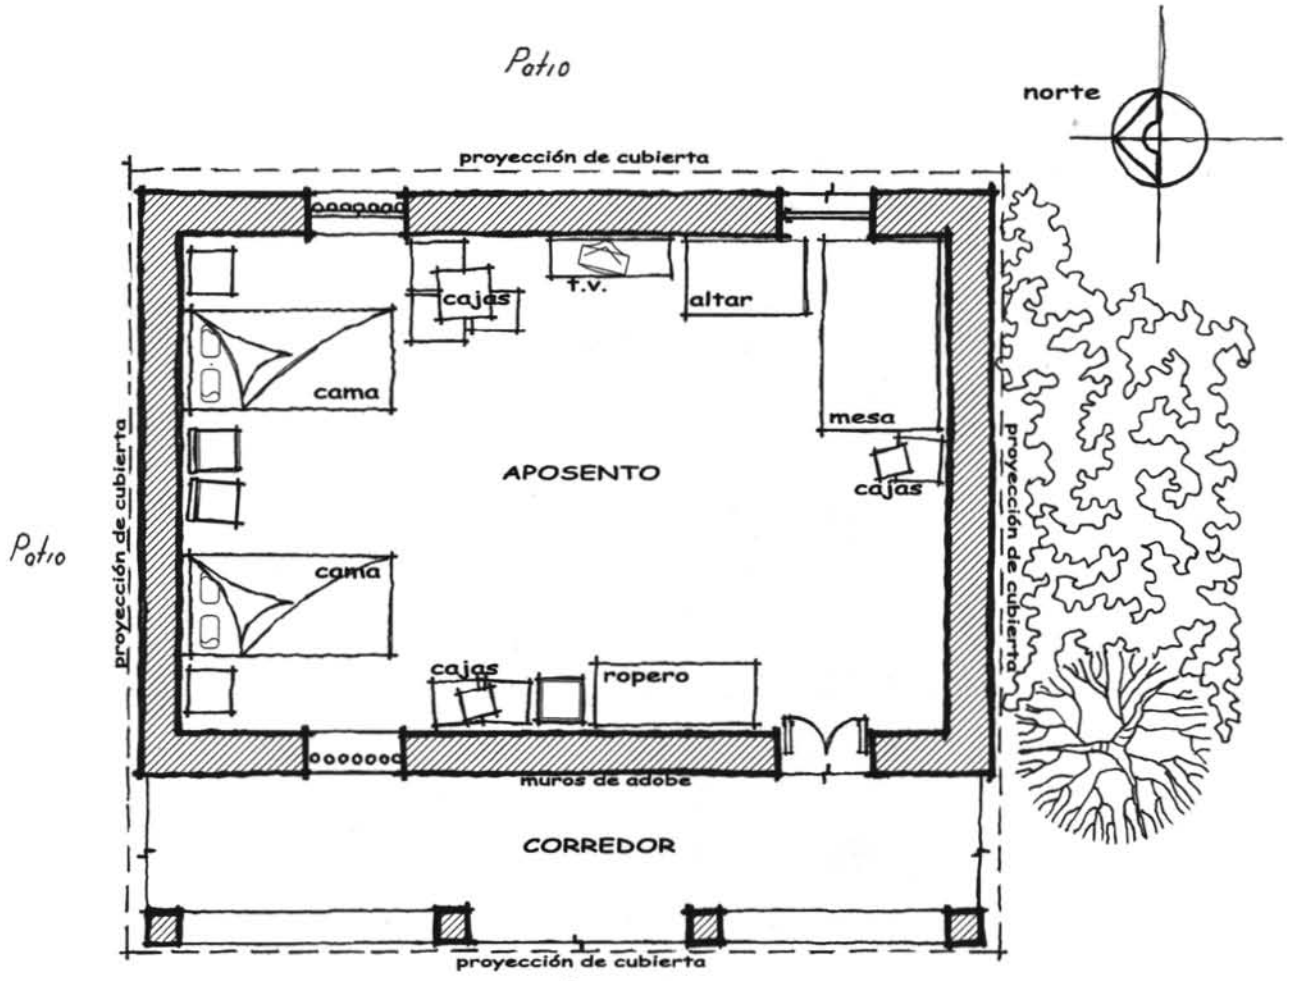 Patio
norte
proyección de cubierta
cajas
t.v.
altar
cama
mesa
proyección de cubierta
proyección de cubierta
APOSENTO
cajas
Patio
cama
cajas
ropero
muros de adobe
CORREDOR
proyección de cubierta